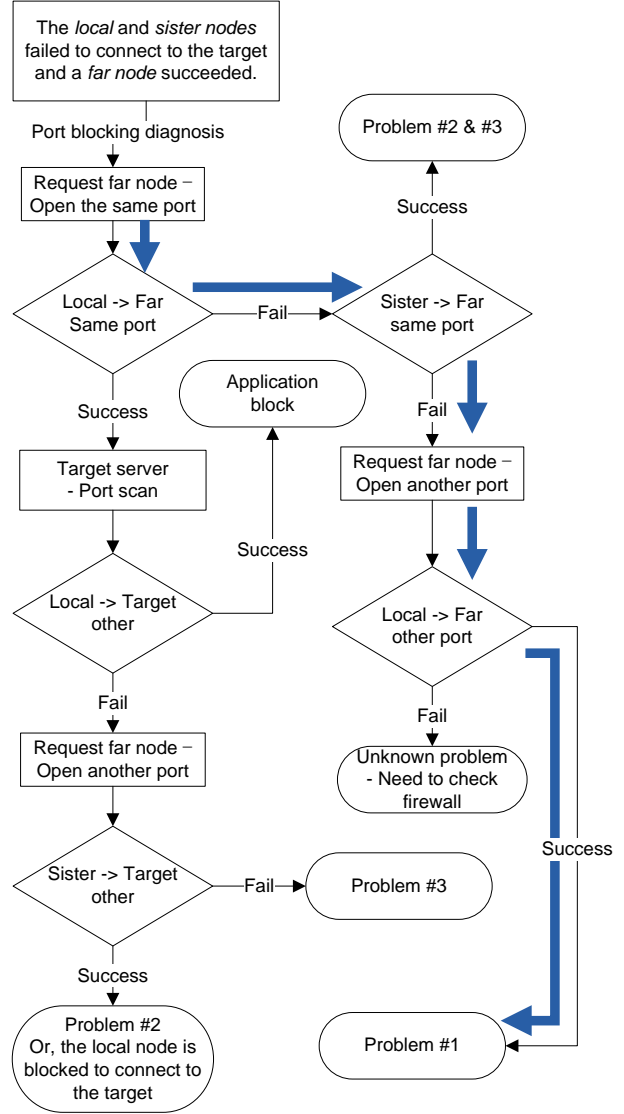 The local and sister nodes
failed to connect to the target
and a far node succeeded.
Port blocking diagnosis
Request far node –
Open the same port
Local -> Far
Same port
Fail
Sister -> Far
same port
Success
Problem #2 & #3
Success
Target server
- Port scan
Application
block
Success
Local -> Target
other
Fail
Request far node –
Open another port
Sister -> Target
other
Fail
Problem #3
Success
Problem #2
Or, the local node is
blocked to connect to
the target
Fail
Request far node –
Open another port
Local -> Far
other port
Fail
Unknown problem
- Need to check
firewall
Success
Problem #1